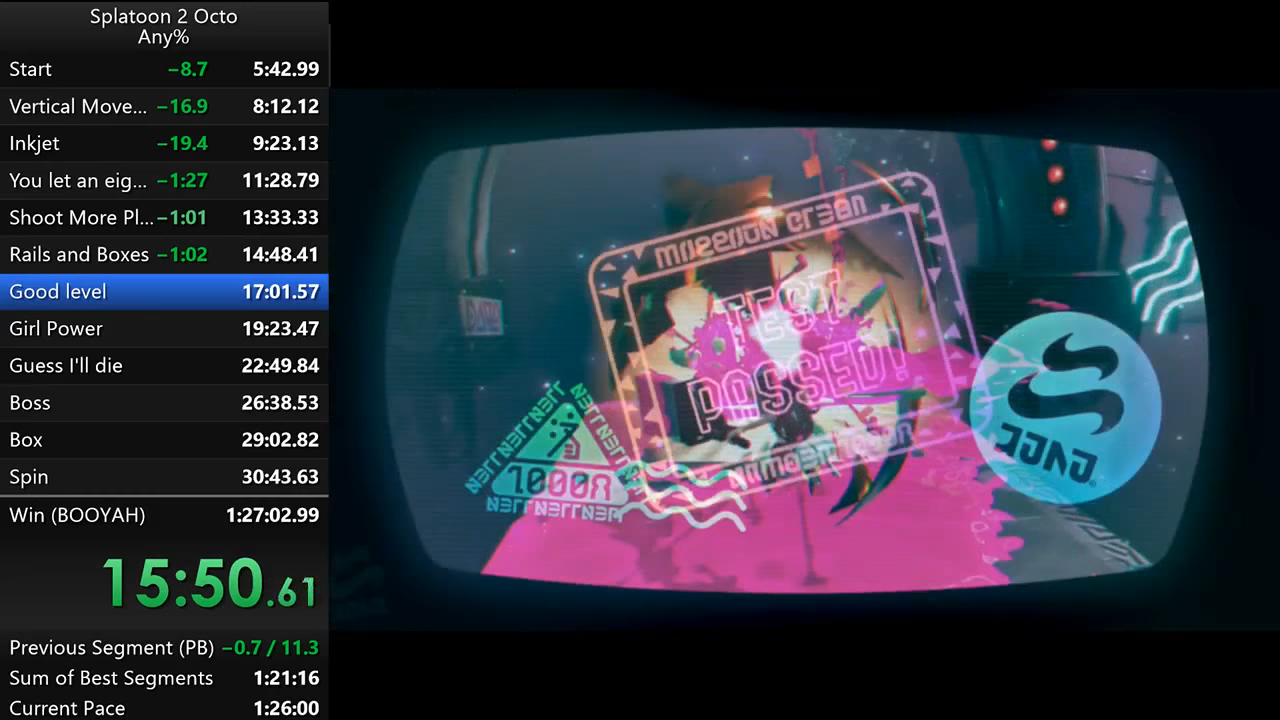 Splatoon 2 Octo
Any%
Start −8.7 5:42.99
Vertical Move... −16.9 8:12.12
Inkjet −19.4 9:23.13
You let an eig... −1:27 11:28.79
Shoot More Pl... −1:01 13:33.33
Rails and Boxes −1:02 14:48.41
Good level 17:01.57
Girl Power 19:23.47
Guess I'll die 22:49.84
Boss 26:38.53
Box 29:02.82
Spin 30:43.63
Win (BOOYAH) 1:27:02.99
15:50.61
Previous Segment (PB) −0.7 / 11.3
Sum of Best Segments 1:21:16
Current Pace 1:26:00
TEST
PASSED!